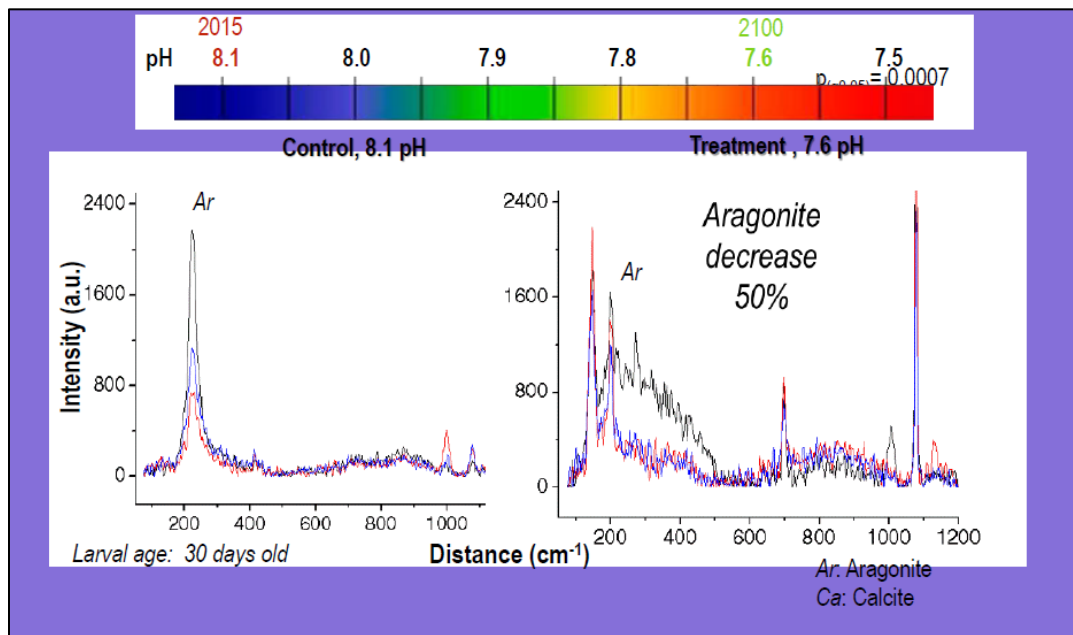 2015 2100
pH 8.1 8.0 7.9 7.8 7.6 7.5
= 0.0007
Control, 8.1 pH Treatment , 7.6 pH
Intensity (a.u.)
2400
1600
800
0
Ar
200 400 600 800 1000
2400
1600
800
0
Ar
Aragonite
decrease
50%
200 400 600 800 1000 1200
Larval age: 30 days old
Distance (cm⁻¹)
Ar: Aragonite
Ca: Calcite